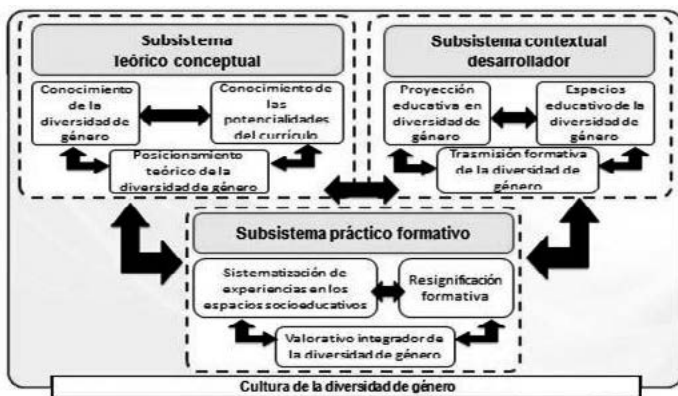 Subsistema
Teórico conceptual
Conocimiento
de la
diversidad de
género
Conocimiento de
las
potencialidades
del currículo
Posicionamiento
teórico de la
diversidad de género
Subsistema contextual
desarrollador
Proyección
educativa en
diversidad de
género
Espacios
educativo de la
diversidad de
género
Trasmisión formativa
de la diversidad de
género
Subsistema práctico formativo
Sistematización de
experiencias en los
espacios socioeducativos
Resignificación
formativa
Valorativo integrador de
la diversidad de género
Cultura de la diversidad de género